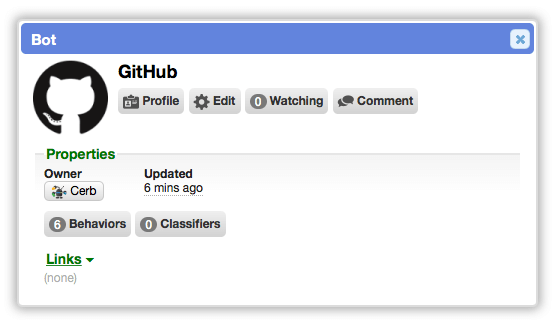 Bot
GitHub
Profile Edit 0 Watching Comment
Properties
Owner Updated
Cerb 6 mins ago
6 Behaviors 0 Classifiers
Links
(none)